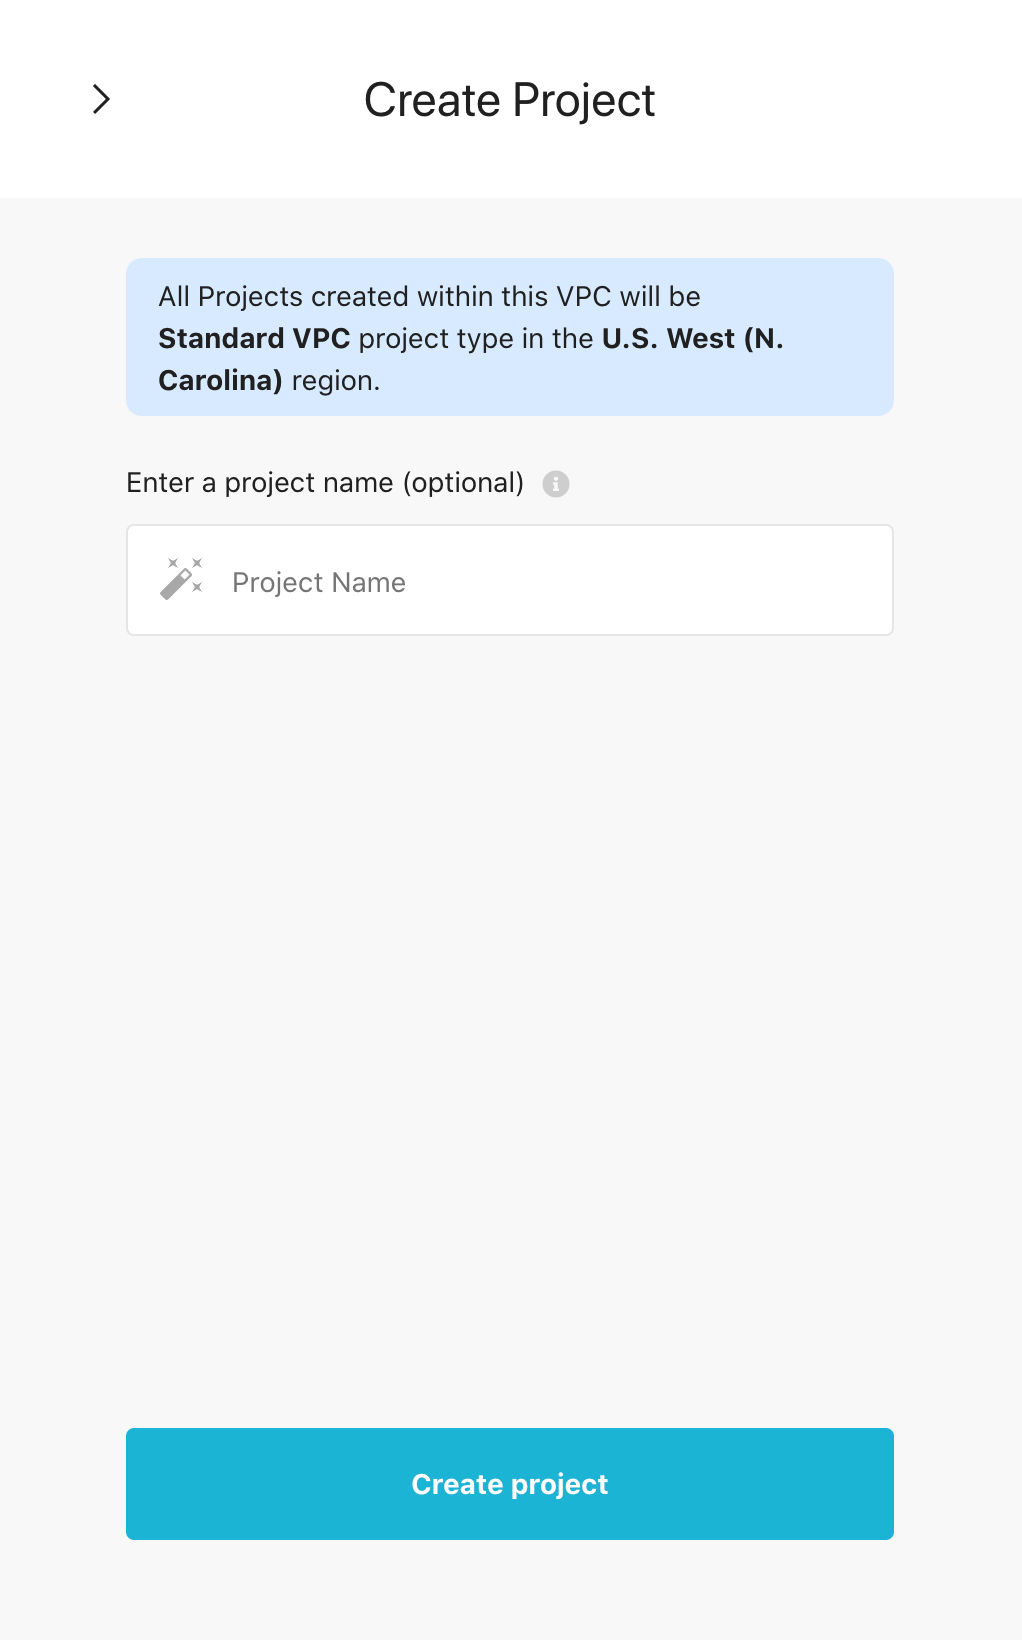 Create Project
All Projects created within this VPC will be
Standard VPC project type in the U.S. West (N.
Carolina) region.
Enter a project name (optional)
Project Name
Create project